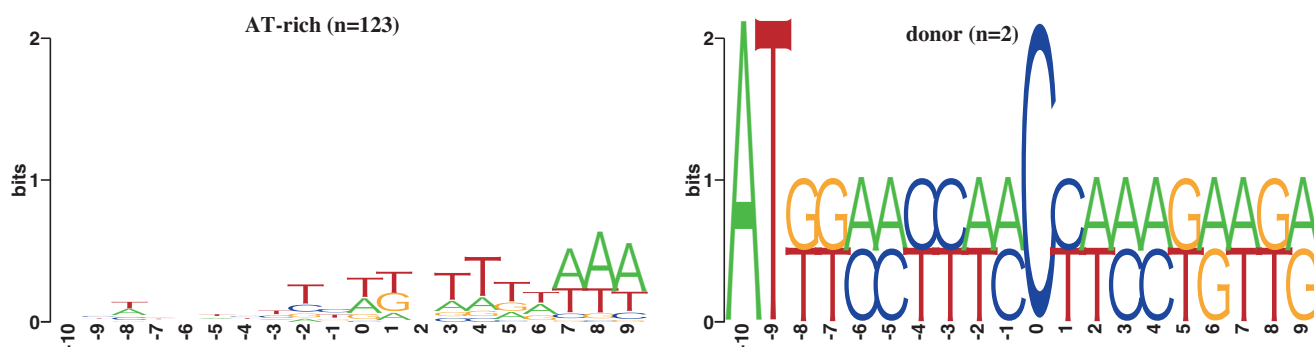 AT-rich (n=123)
2
1
0
bits
T T T T T T T T A A A
A C A G A A G A T T T
-10 -9 -8 -7 -6 -5 -4 -3 -2 -1 0 1 2 3 4 5 6 7 8 9
donor (n=2)
2
1
0
bits
A T G G A A C C A A C C A A A G A A G A
T T C C T T T C T T C C T G T T G
-10 -9 -8 -7 -6 -5 -4 -3 -2 -1 0 1 2 3 4 5 6 7 8 9